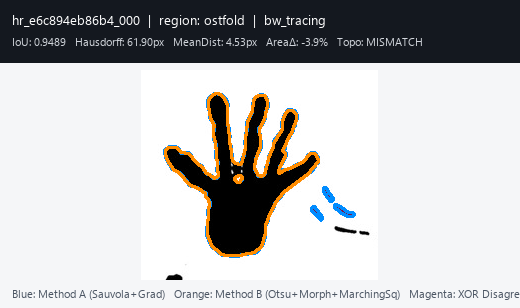 hr_e6c894eb86b4_000 | region: ostfold | bw_tracing
IoU: 0.9489 Hausdorff: 61.90px MeanDist: 4.53px AreaΔ: -3.9% Topo: MISMATCH
Blue: Method A (Sauvola+Grad) Orange: Method B (Otsu+Morph+MarchingSq) Magenta: XOR Disagre